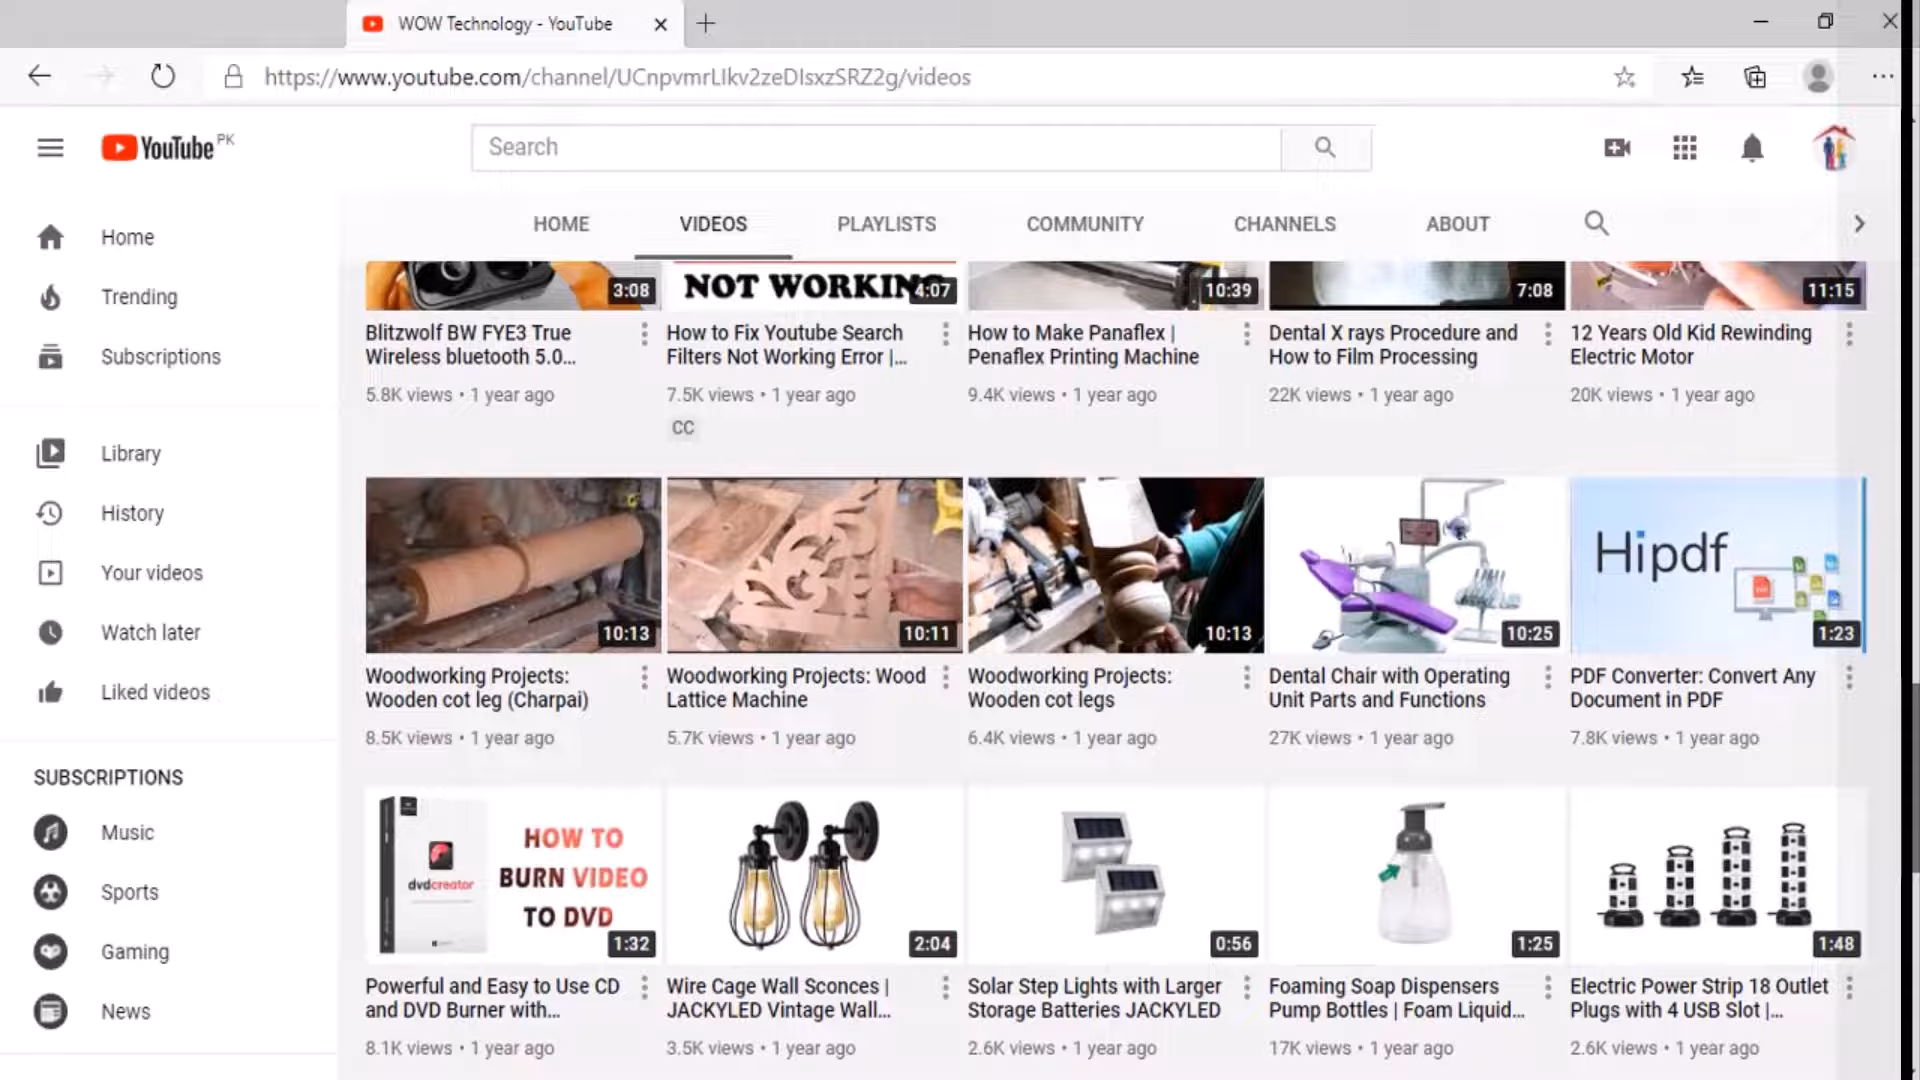 WOW Technology - YouTube
https://www.youtube.com/channel/UCnpvmrLIkv2zeDIsxzSRZ2g/videos
YouTube PK
Search
HOME
VIDEOS
PLAYLISTS
COMMUNITY
CHANNELS
ABOUT
Home
Trending
Subscriptions
Library
History
Your videos
Watch later
Liked videos
SUBSCRIPTIONS
Music
Sports
Gaming
News
3:08
NOT WORKING
4:07
10:39
7:08
11:15
Blitzwolf BW FYE3 True
Wireless bluetooth 5.0...
5.8K views • 1 year ago
How to Fix Youtube Search
Filters Not Working Error |...
7.5K views • 1 year ago
CC
How to Make Panaflex |
Penaflex Printing Machine
9.4K views • 1 year ago
Dental X rays Procedure and
How to Film Processing
22K views • 1 year ago
12 Years Old Kid Rewinding
Electric Motor
20K views • 1 year ago
10:13
10:11
10:13
10:25
Hipdf
1:23
Woodworking Projects:
Wooden cot leg (Charpai)
8.5K views • 1 year ago
Woodworking Projects: Wood
Lattice Machine
5.7K views • 1 year ago
Woodworking Projects:
Wooden cot legs
6.4K views • 1 year ago
Dental Chair with Operating
Unit Parts and Functions
27K views • 1 year ago
PDF Converter: Convert Any
Document in PDF
7.8K views • 1 year ago
dvdcreator
HOW TO
BURN VIDEO
TO DVD
1:32
2:04
0:56
1:25
1:48
Powerful and Easy to Use CD
and DVD Burner with...
8.1K views • 1 year ago
Wire Cage Wall Sconces |
JACKYLED Vintage Wall...
3.5K views • 1 year ago
Solar Step Lights with Larger
Storage Batteries JACKYLED
2.6K views • 1 year ago
Foaming Soap Dispensers
Pump Bottles | Foam Liquid...
17K views • 1 year ago
Electric Power Strip 18 Outlet
Plugs with 4 USB Slot |...
2.6K views • 1 year ago